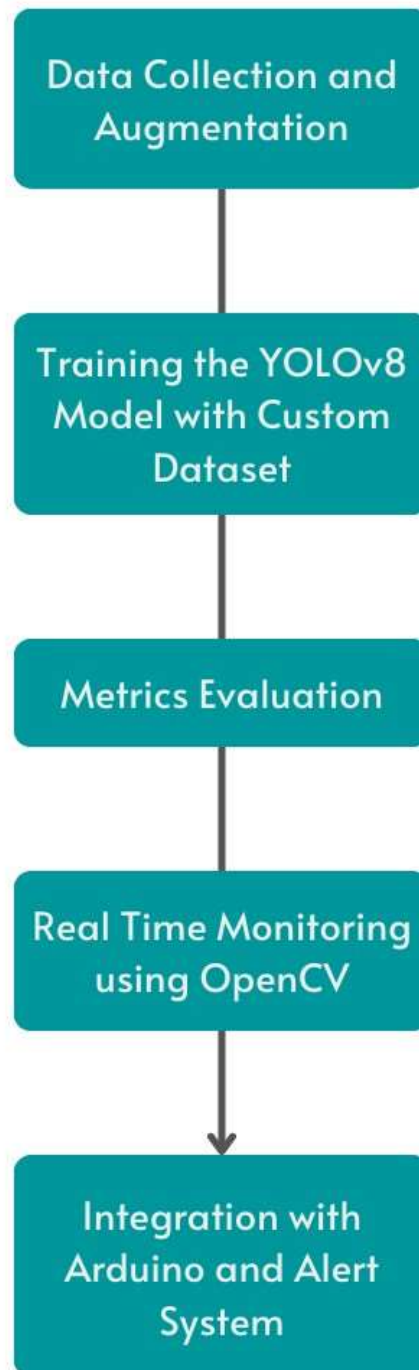 Data Collection and
Augmentation
Training the YOLOv8
Model with Custom
Dataset
Metrics Evaluation
Real Time Monitoring
using OpenCV
Integration with
Arduino and Alert
System